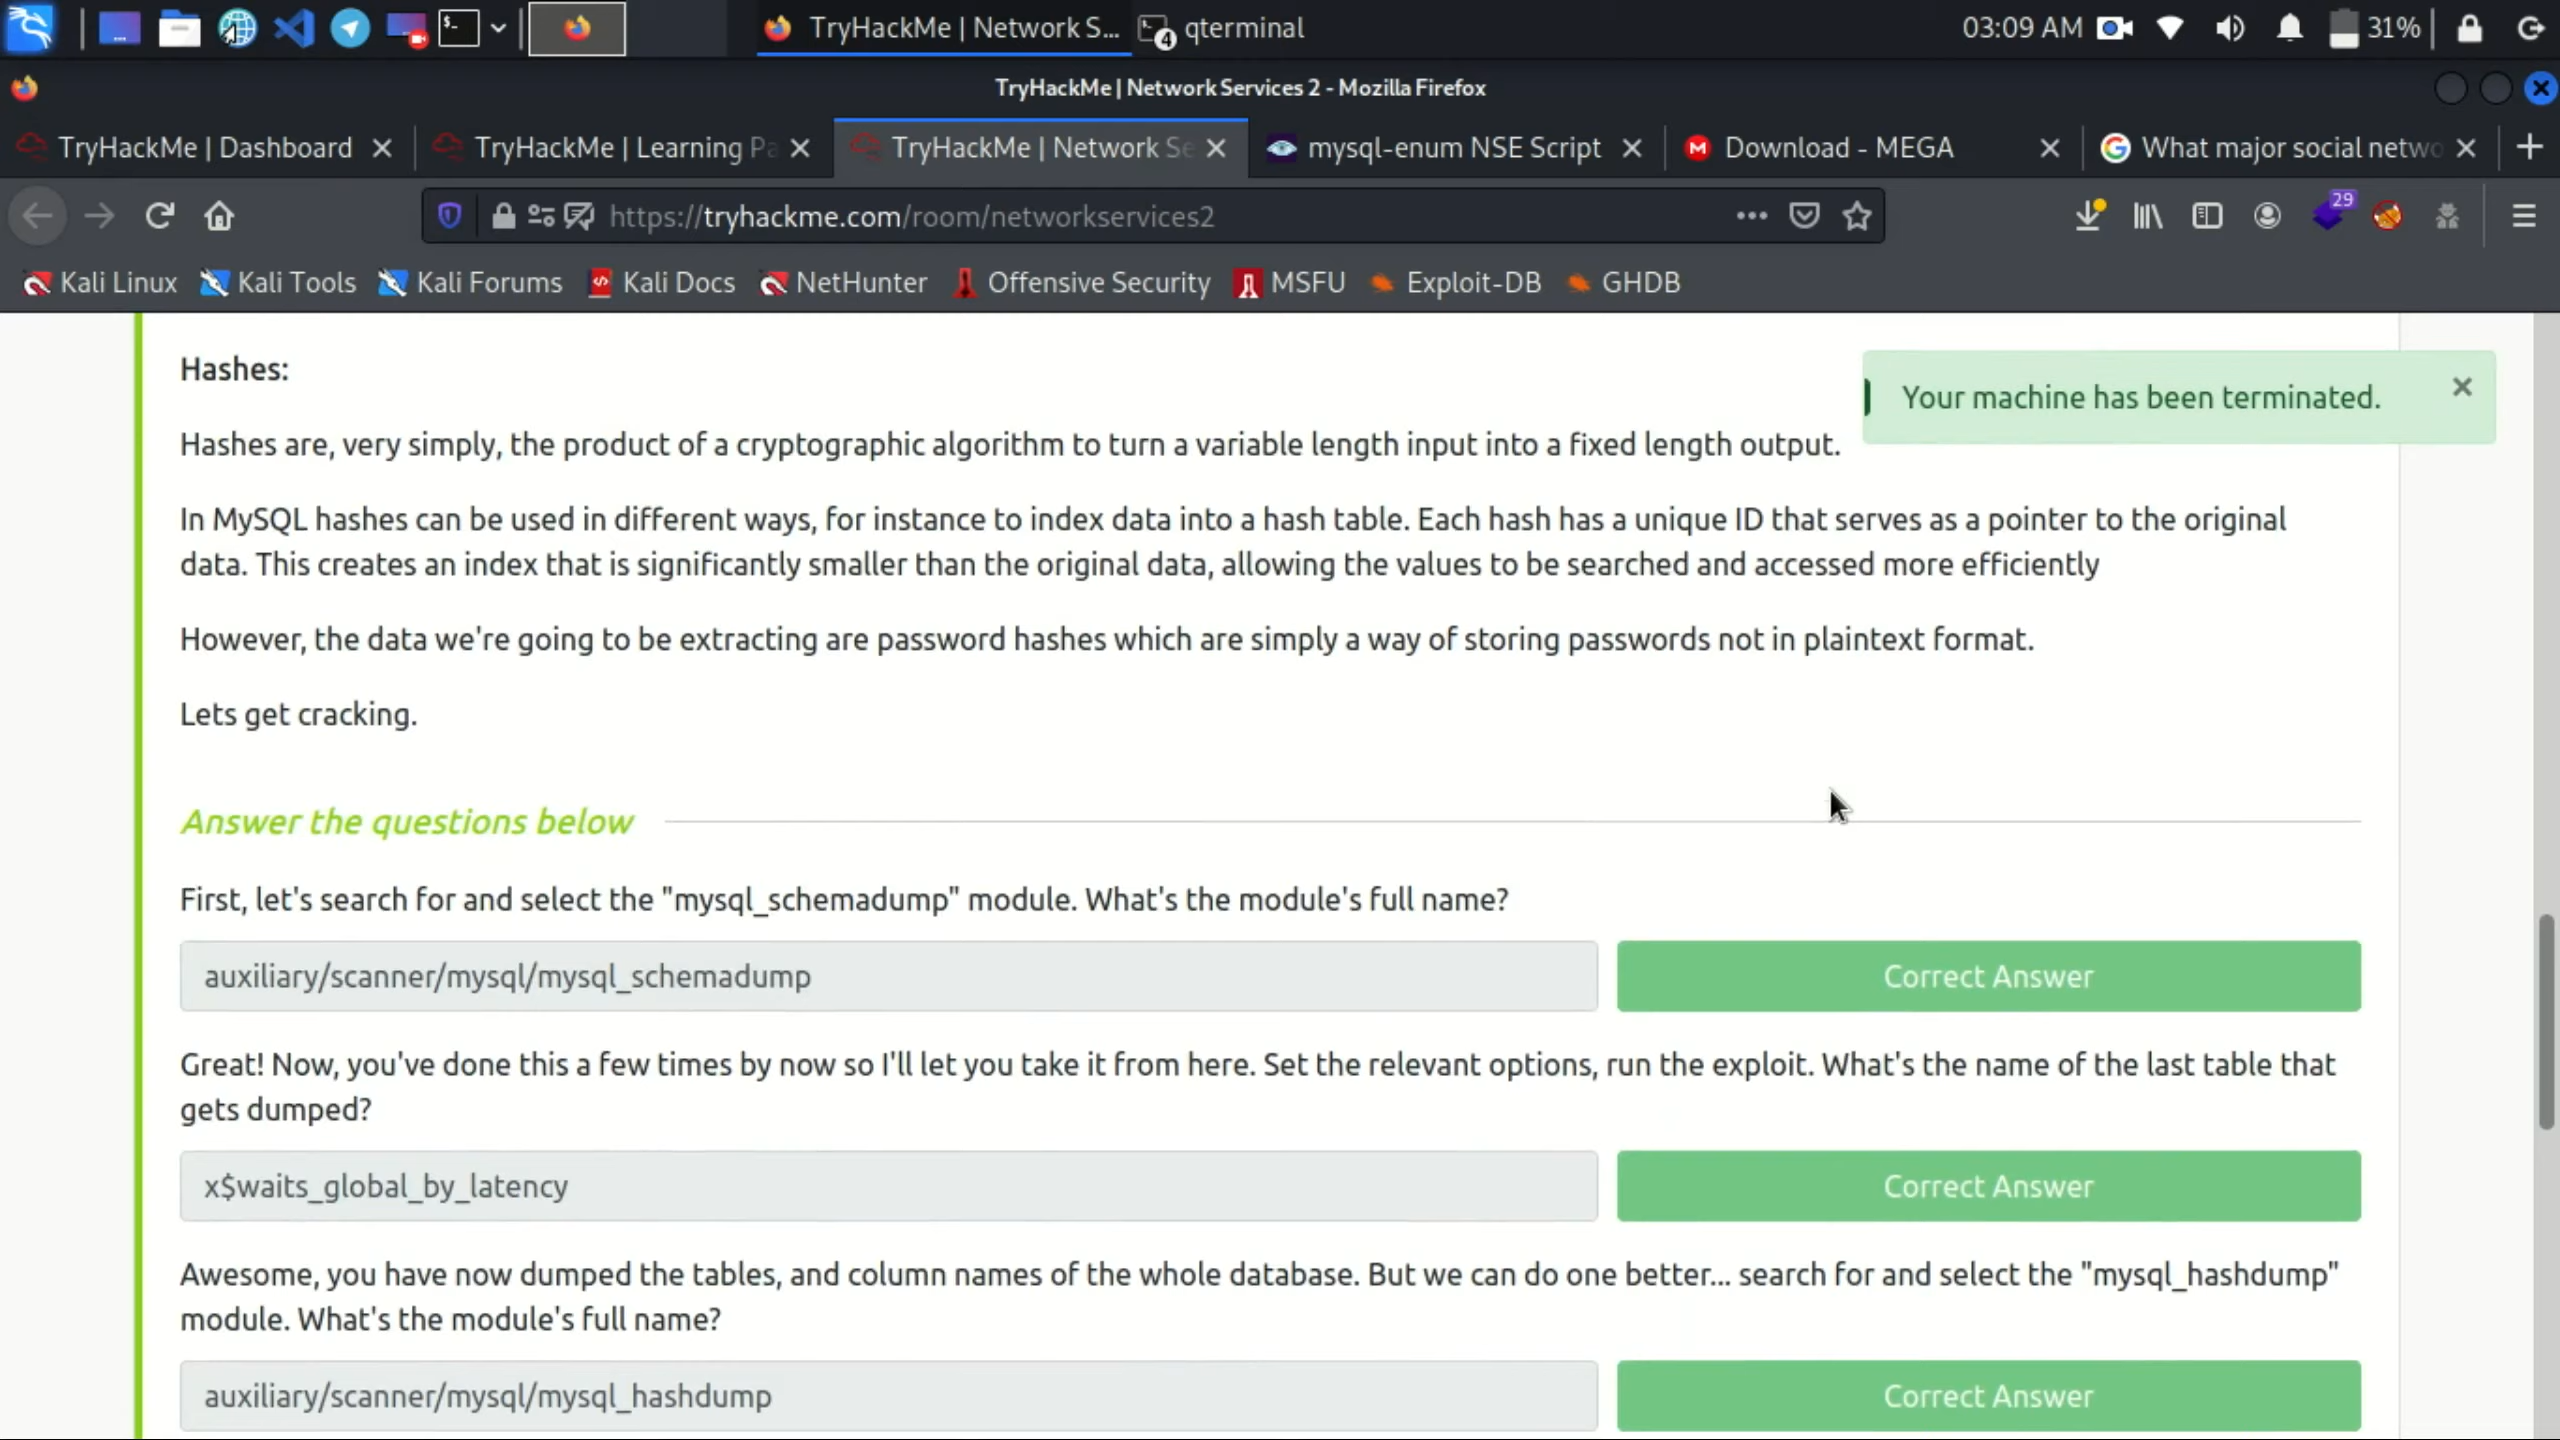 TryHackMe | Network S... 4 qterminal 03:09 AM 31%
TryHackMe | Network Services 2 - Mozilla Firefox
TryHackMe | Dashboard TryHackMe | Learning Pa TryHackMe | Network Se mysql-enum NSE Script M Download - MEGA G What major social netwo
https://tryhackme.com/room/networkservices2 29
Kali Linux Kali Tools Kali Forums Kali Docs NetHunter Offensive Security MSFU Exploit-DB GHDB
Hashes:
Your machine has been terminated.
Hashes are, very simply, the product of a cryptographic algorithm to turn a variable length input into a fixed length output.
In MySQL hashes can be used in different ways, for instance to index data into a hash table. Each hash has a unique ID that serves as a pointer to the original
data. This creates an index that is significantly smaller than the original data, allowing the values to be searched and accessed more efficiently
However, the data we're going to be extracting are password hashes which are simply a way of storing passwords not in plaintext format.
Lets get cracking.
Answer the questions below
First, let's search for and select the "mysql_schemadump" module. What's the module's full name?
auxiliary/scanner/mysql/mysql_schemadump Correct Answer
Great! Now, you've done this a few times by now so I'll let you take it from here. Set the relevant options, run the exploit. What's the name of the last table that
gets dumped?
x$waits_global_by_latency Correct Answer
Awesome, you have now dumped the tables, and column names of the whole database. But we can do one better... search for and select the "mysql_hashdump"
module. What's the module's full name?
auxiliary/scanner/mysql/mysql_hashdump Correct Answer